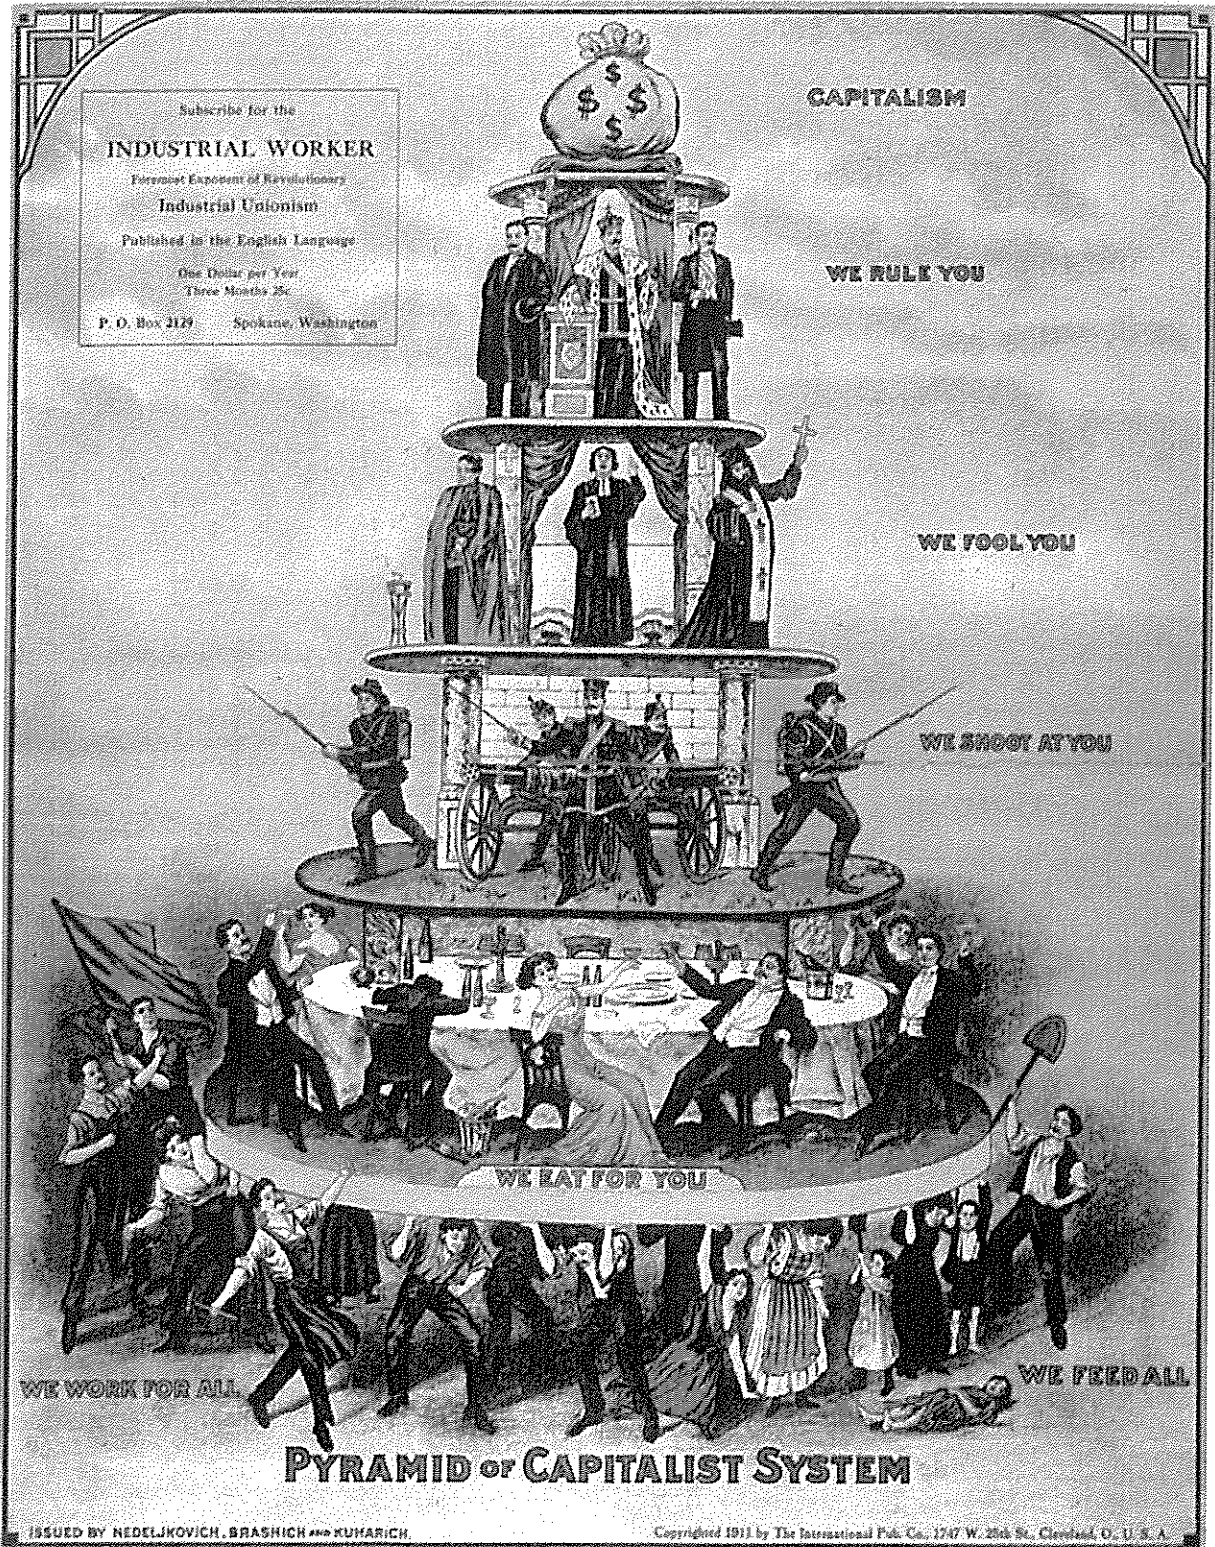 Subscribe for the
INDUSTRIAL WORKER
Foremost Exponent of Revolutionary
Industrial Unionism
Published in the English Language
One Dollar per Year
Three Months 25c
P. O. Box 2129 Spokane, Washington
$
$ $
$
CAPITALISM
WE RULE YOU
WE FOOL YOU
WE SHOOT AT YOU
WE EAT FOR YOU
WE WORK FOR ALL
WE FEED ALL
PYRAMID OF CAPITALIST SYSTEM
ISSUED BY NEDELJKOVICH, BRASHICH AND KUHARICH.
Copyrighted 1911 by The International Pub. Co., 1747 W. 25th St., Cleveland, O., U. S. A.